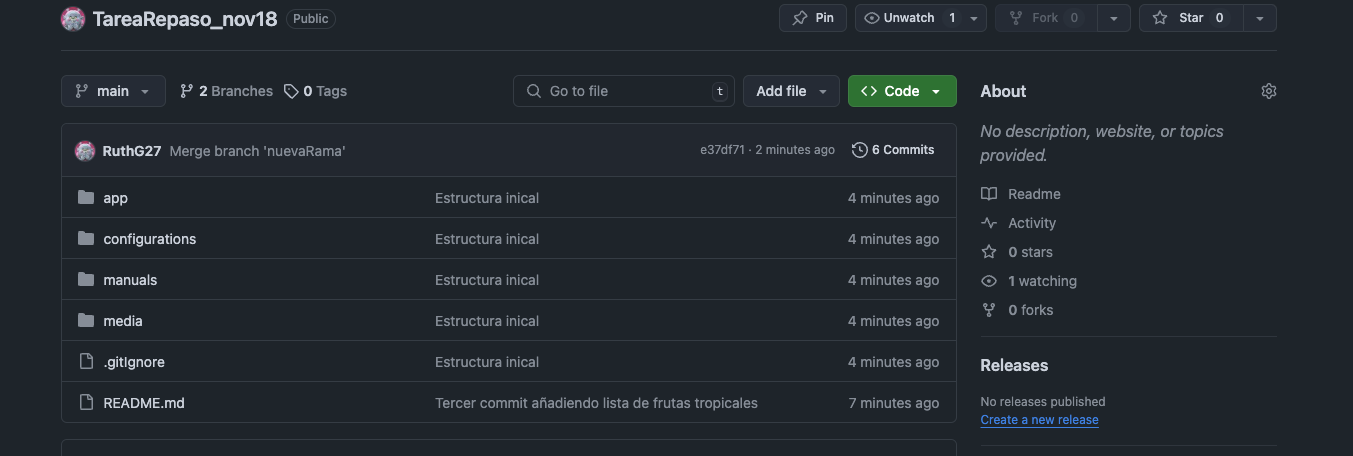 TareaRepaso_nov18 Public Pin Unwatch 1 Fork 0 Star 0
main 2 Branches 0 Tags Go to file t Add file Code About
No description, website, or topics
provided.
RuthG27 Merge branch 'nuevaRama' e37df71 · 2 minutes ago 6 Commits
app Estructura inical 4 minutes ago
configurations Estructura inical 4 minutes ago
manuals Estructura inical 4 minutes ago
media Estructura inical 4 minutes ago
.gitIgnore Estructura inical 4 minutes ago
README.md Tercer commit añadiendo lista de frutas tropicales 7 minutes ago
Readme
Activity
0 stars
1 watching
0 forks
Releases
No releases published
Create a new release